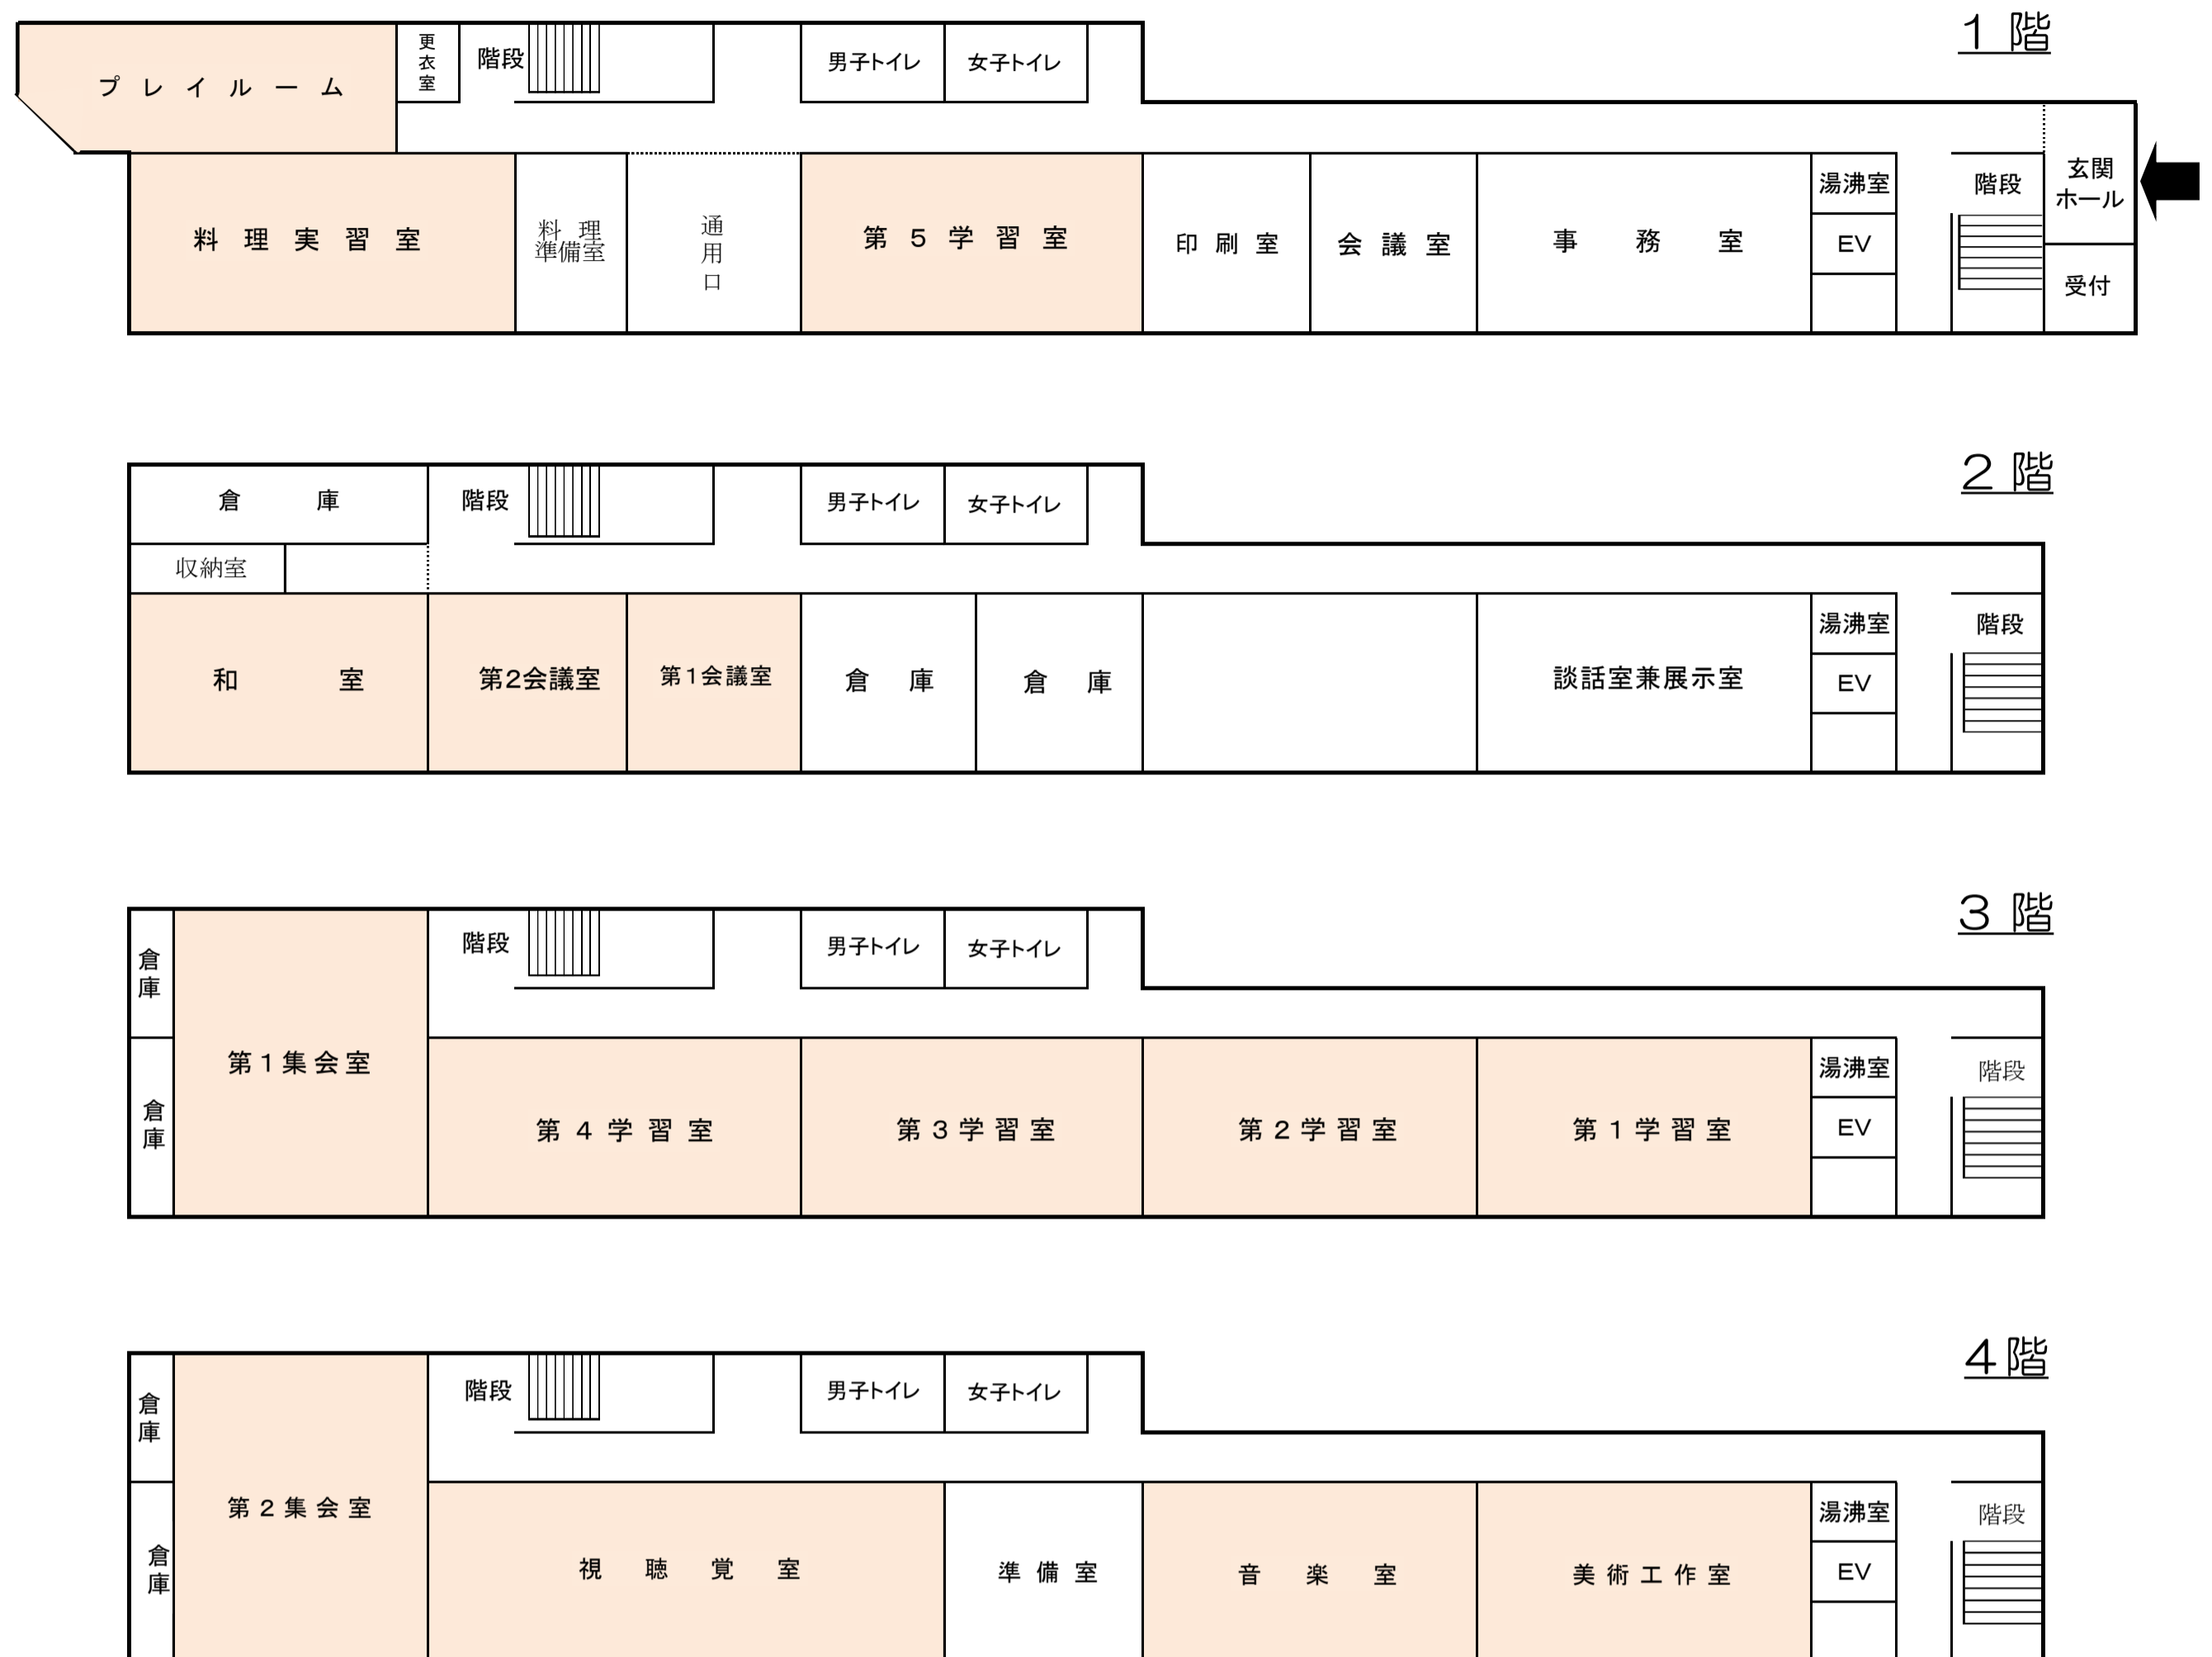 1 階
プレイルーム
更衣室
階段
男子トイレ
女子トイレ
料理実習室
料理
準備室
通用口
第5学習室
印刷室
会議室
事務室
湯沸室
EV
階段
玄関
ホール
受付
2 階
倉庫
階段
男子トイレ
女子トイレ
収納室
和室
第2会議室
第1会議室
倉庫
倉庫
談話室兼展示室
湯沸室
EV
階段
3 階
倉庫
階段
男子トイレ
女子トイレ
第1集会室
倉庫
第4学習室
第3学習室
第2学習室
第1学習室
湯沸室
EV
階段
4階
倉庫
階段
男子トイレ
女子トイレ
第2集会室
倉庫
視聴覚室
準備室
音楽室
美術工作室
湯沸室
EV
階段